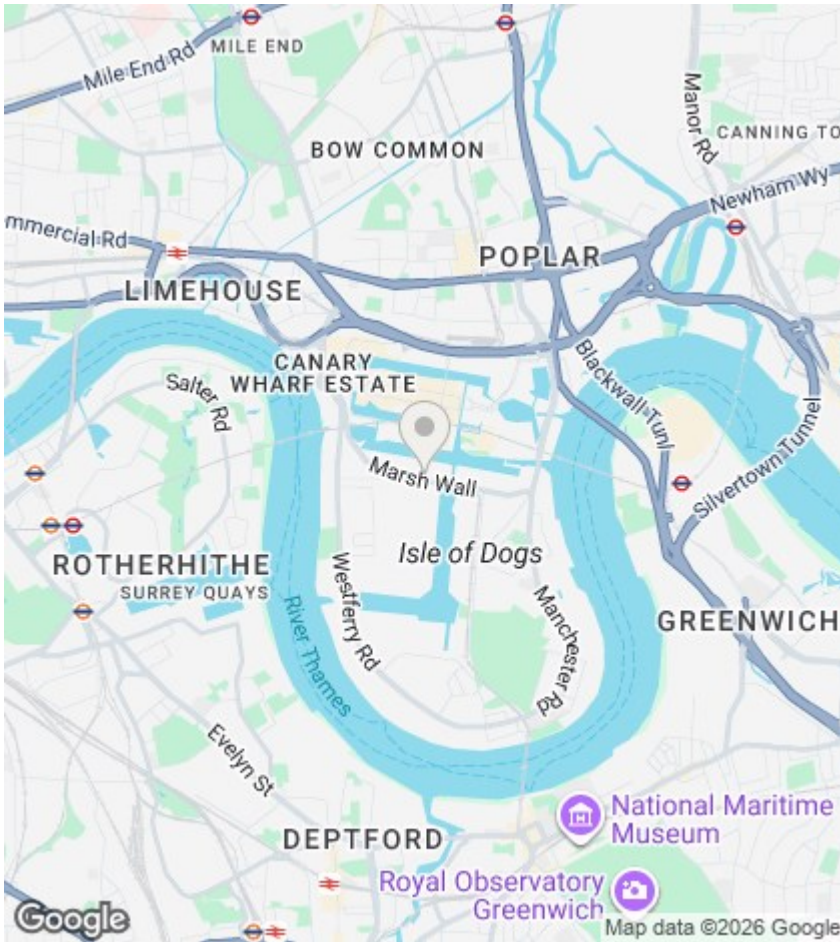 MILE END
Mile End Rd
Manor Rd
CANNING TO
BOW COMMON
Newham Wy
ommercial Rd
POPLAR
LIMEHOUSE
CANARY
WHARF ESTATE
Blackwall Tunl
Salter Rd
Silvertown Tunnel
Marsh Wall
Isle of Dogs
ROTHERHITHE
SURREY QUAYS
Westferry Rd
Manchester Rd
River Thames
GREENWICH
Evelyn St
National Maritime
Museum
DEPTFORD
Royal Observatory
Greenwich
Google
Map data ©2026 Google